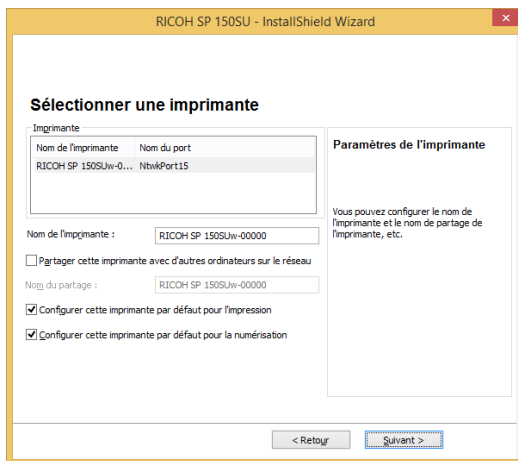 RICOH SP 150SU - InstallShield Wizard
Sélectionner une imprimante
Imprimante
Nom de l'imprimante Nom du port
RICOH SP 150SUw-0... NtwkPort15
Nom de l'imprimante : RICOH SP 150SUw-00000
Partager cette imprimante avec d'autres ordinateurs sur le réseau
Nom du partage : RICOH SP 150SUw-00000
Configurer cette imprimante par défaut pour l'impression
Configurer cette imprimante par défaut pour la numérisation
Paramètres de l'imprimante
Vous pouvez configurer le nom de
l'imprimante et le nom de partage de
l'imprimante, etc.
< Retour Suivant >